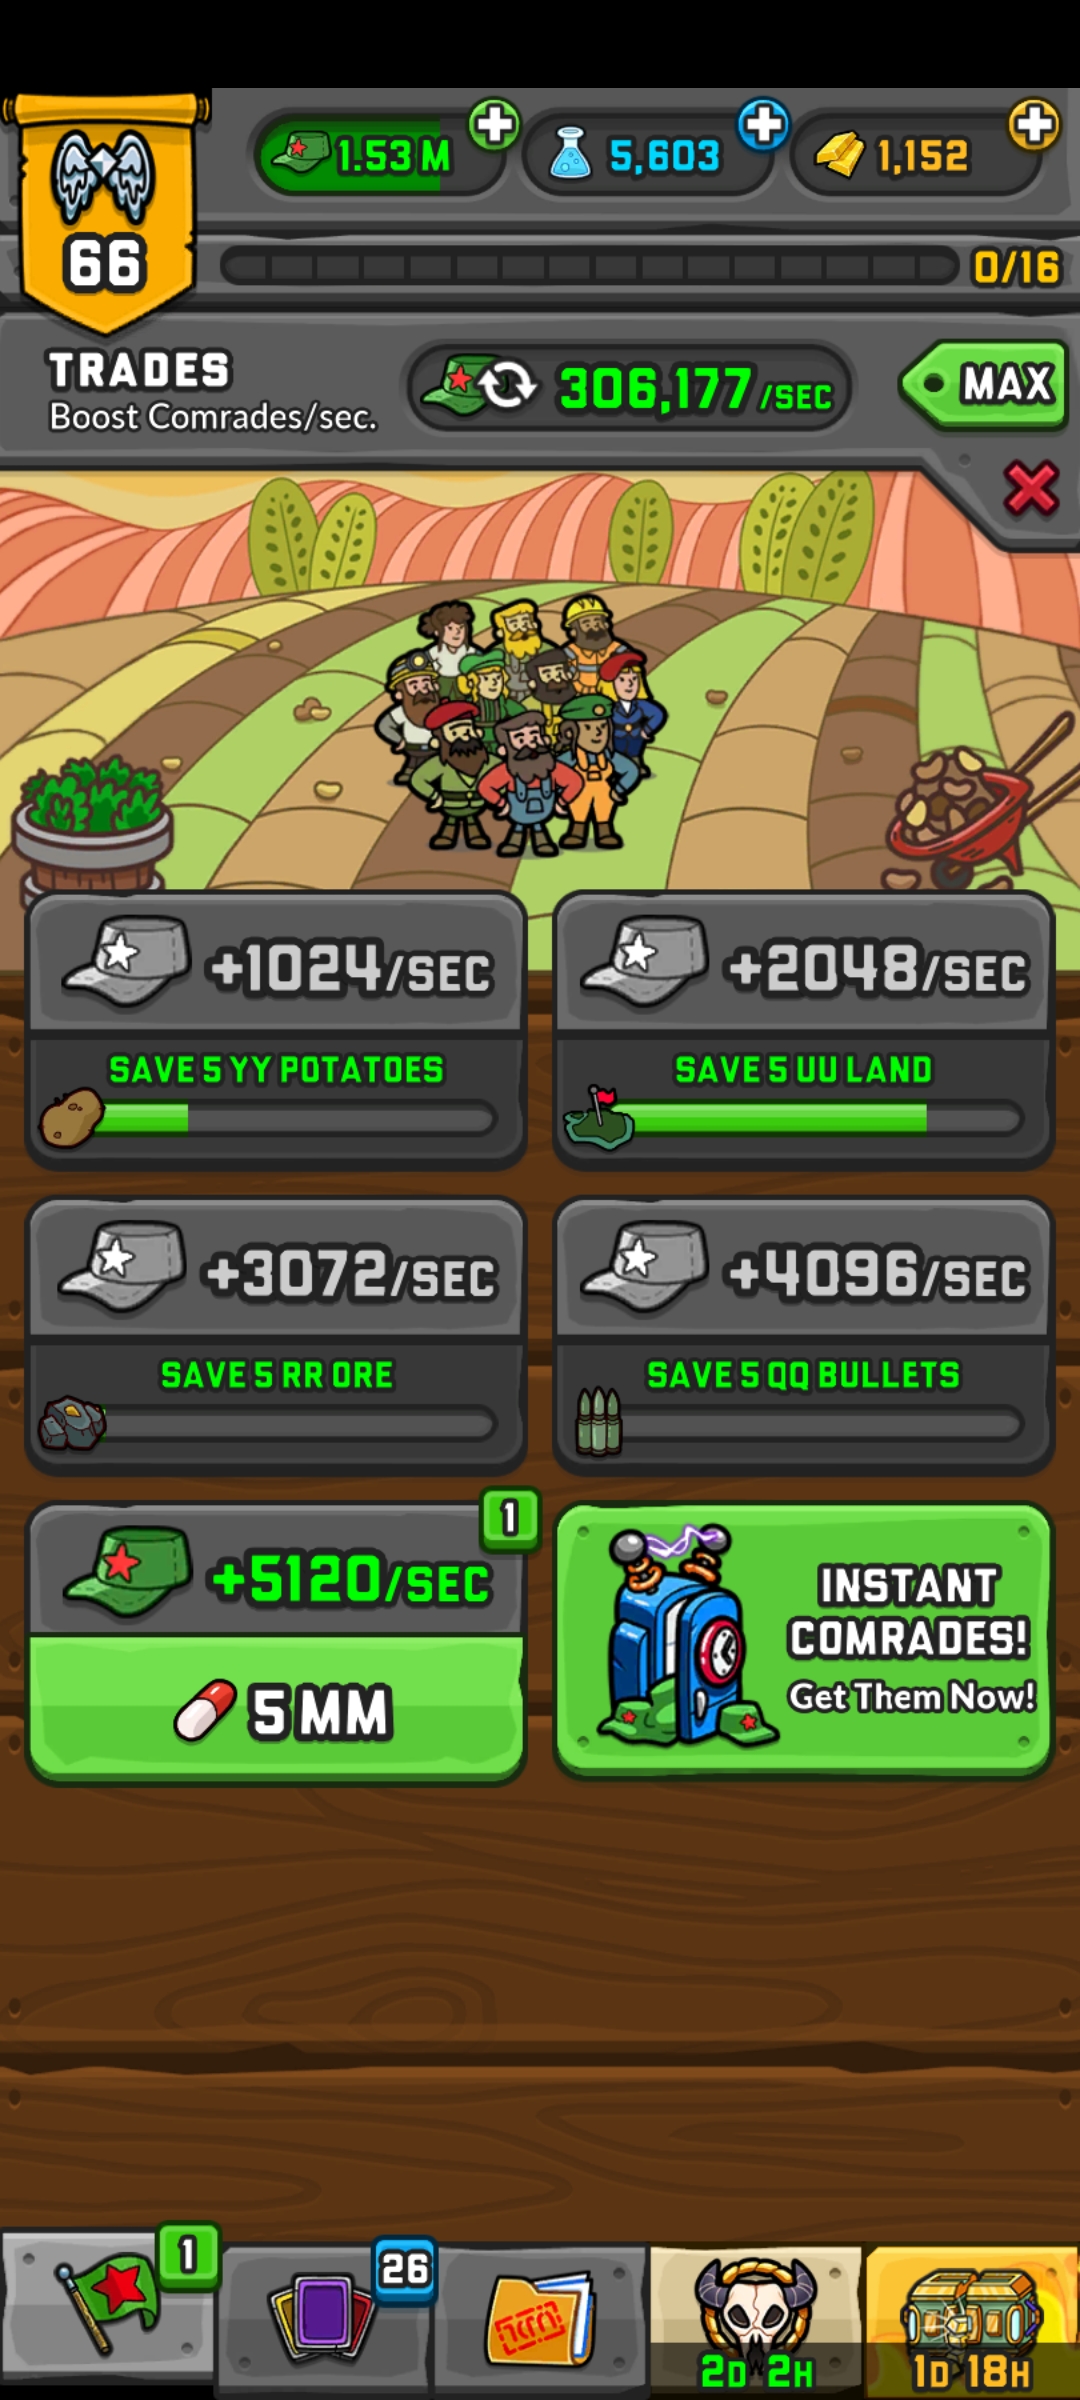 1.53 M
5,603
1,152
66
0/16
TRADES
Boost Comrades/sec.
306,177/SEC
MAX
+1024/SEC
SAVE 5 YY POTATOES
+2048/SEC
SAVE 5 UU LAND
+3072/SEC
SAVE 5 RR ORE
+4096/SEC
SAVE 5 QQ BULLETS
1
+5120/SEC
5 MM
INSTANT
COMRADES!
Get Them Now!
1
26
2D 2H
1D 18H